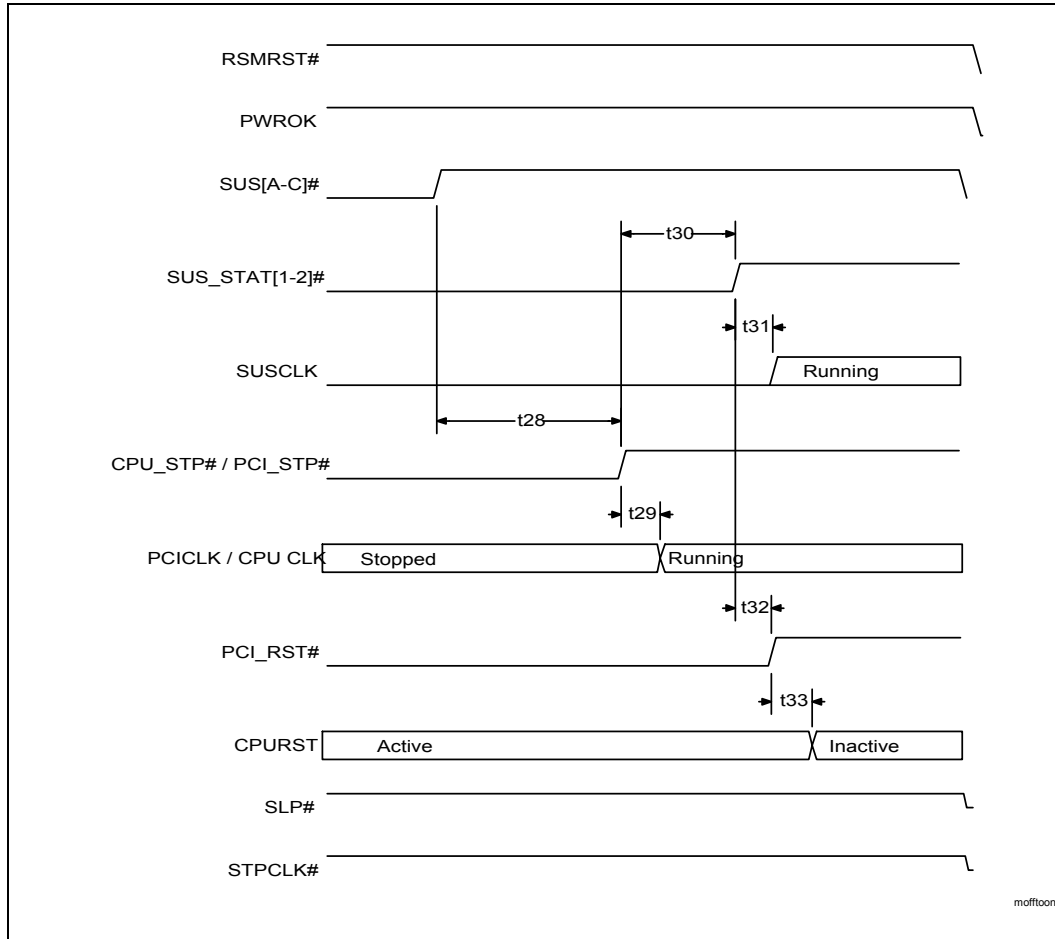 RSMRST#
PWROK
SUS[A-C]#
t30
SUS_STAT[1-2]#
t31
SUSCLK
Running
t28
CPU_STP# / PCI_STP#
t29
PCICLK / CPU CLK
Stopped
Running
t32
PCI_RST#
t33
CPURST
Active
Inactive
SLP#
STPCLK#
mofftoon